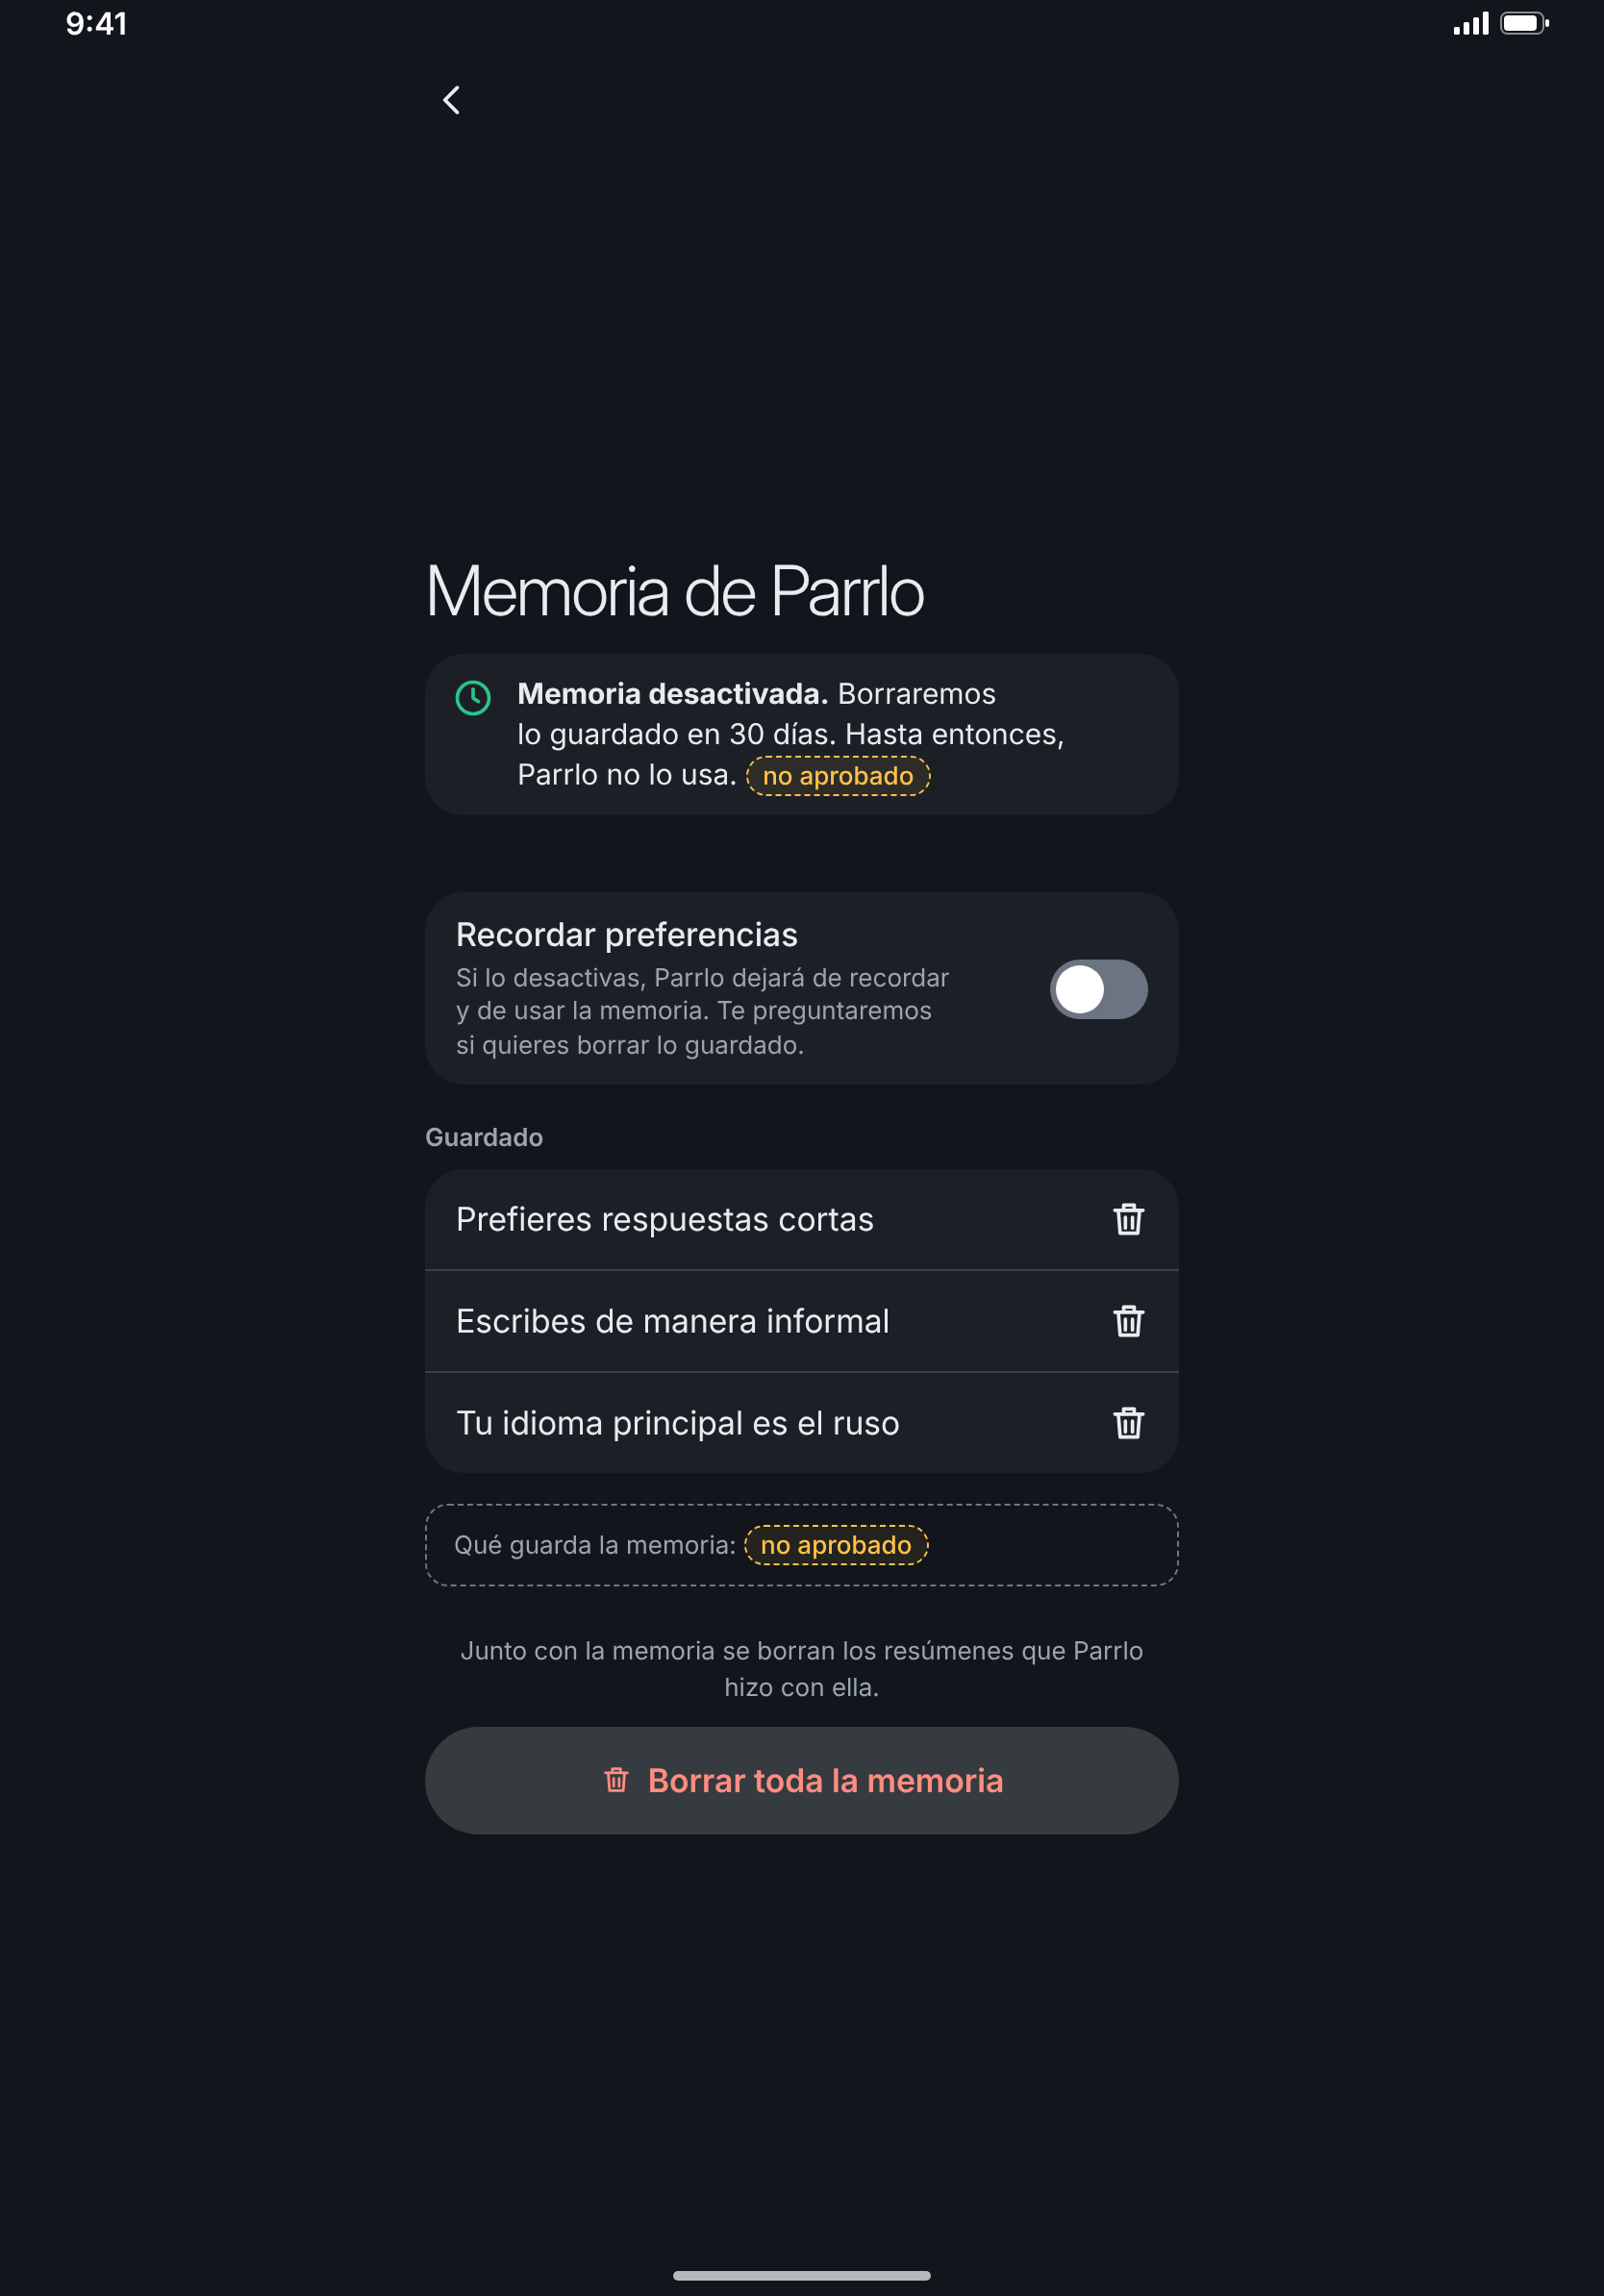 9:41
Memoria de Parrlo
Memoria desactivada. Borraremos
lo guardado en 30 días. Hasta entonces,
Parrlo no lo usa. no aprobado
Recordar preferencias
Si lo desactivas, Parrlo dejará de recordar
y de usar la memoria. Te preguntaremos
si quieres borrar lo guardado.
Guardado
Prefieres respuestas cortas
Escribes de manera informal
Tu idioma principal es el ruso
Qué guarda la memoria: no aprobado
Junto con la memoria se borran los resúmenes que Parrlo
hizo con ella.
Borrar toda la memoria